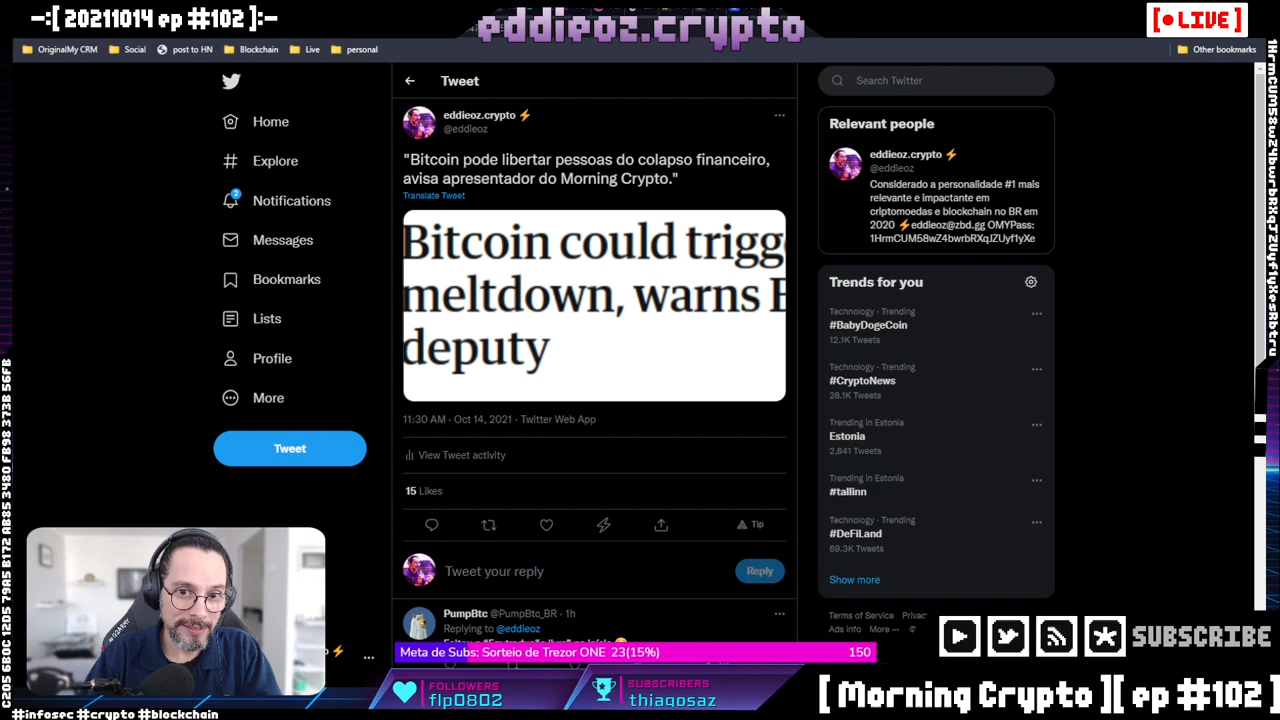 -:[ 20211014 ep #102 ]:-
eddieoz.crypto
[• LIVE ]
OriginalMy CRM
Social
post to HN
Blockchain
Live
personal
Other bookmarks
Home
Explore
2
Notifications
Messages
Bookmarks
Lists
Profile
More
Tweet
Tweet
eddieoz.crypto ⚡
@eddieoz
"Bitcoin pode libertar pessoas do colapso financeiro,
avisa apresentador do Morning Crypto."
Translate Tweet
Bitcoin could trigg
meltdown, warns
deputy
11:30 AM · Oct 14, 2021 · Twitter Web App
View Tweet activity
15 Likes
Tip
Tweet your reply
Reply
PumpBtc @PumpBtc_BR · 1h
Replying to @eddieoz
Search Twitter
Relevant people
eddieoz.crypto ⚡
@eddieoz
Considerado a personalidade #1 mais
relevante e impactante em
criptomoedas e blockchain no BR em
2020 ⚡eddieoz@zbd.gg OMYPass:
1HrmCUM58wZ4bwrbRXqJZUyf1yXe
Trends for you
Technology · Trending
#BabyDogeCoin
12.1K Tweets
Technology · Trending
#CryptoNews
28.1K Tweets
Trending in Estonia
Estonia
2,841 Tweets
Trending in Estonia
#tallinn
Technology · Trending
#DeFiLand
69.3K Tweets
Show more
Terms of Service
Ads info
More
SUBSCRIBE
Meta de Subs: Sorteio de Trezor ONE 23(15%)
150
FOLLOWERS
flp0802
SUBSCRIBERS
thiagosaz
[ Morning Crypto ][ ep #102 ]
#infosec #crypto #blockchain